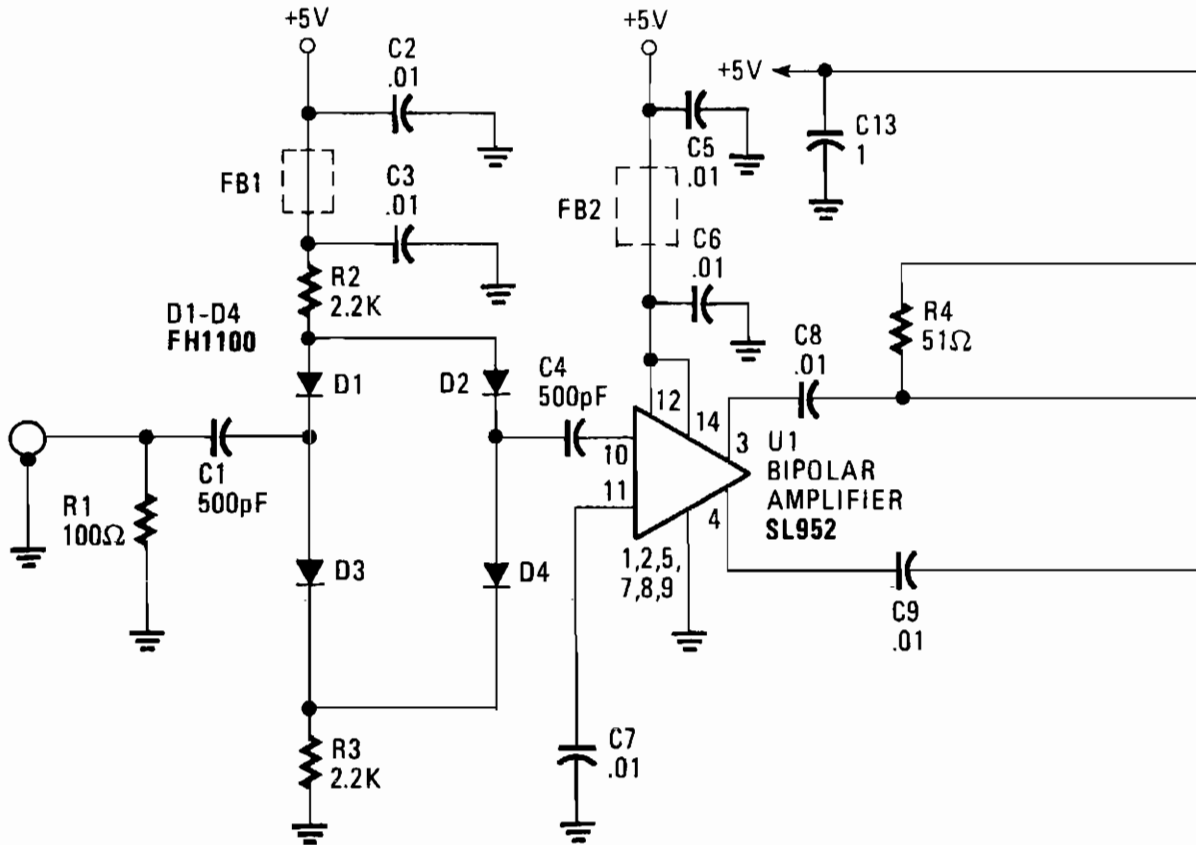 +5V
C2
.01
FB1
C3
.01
R2
2.2K
D1-D4
FH1100
D1
D2
C4
500pF
C1
500pF
R1
100Ω
D3
D4
R3
2.2K
+5V
C5
.01
FB2
C6
.01
12
14
10
11
3
4
1,2,5,
7,8,9
U1
BIPOLAR
AMPLIFIER
SL952
C7
.01
+5V
C13
1
R4
51Ω
C8
.01
C9
.01